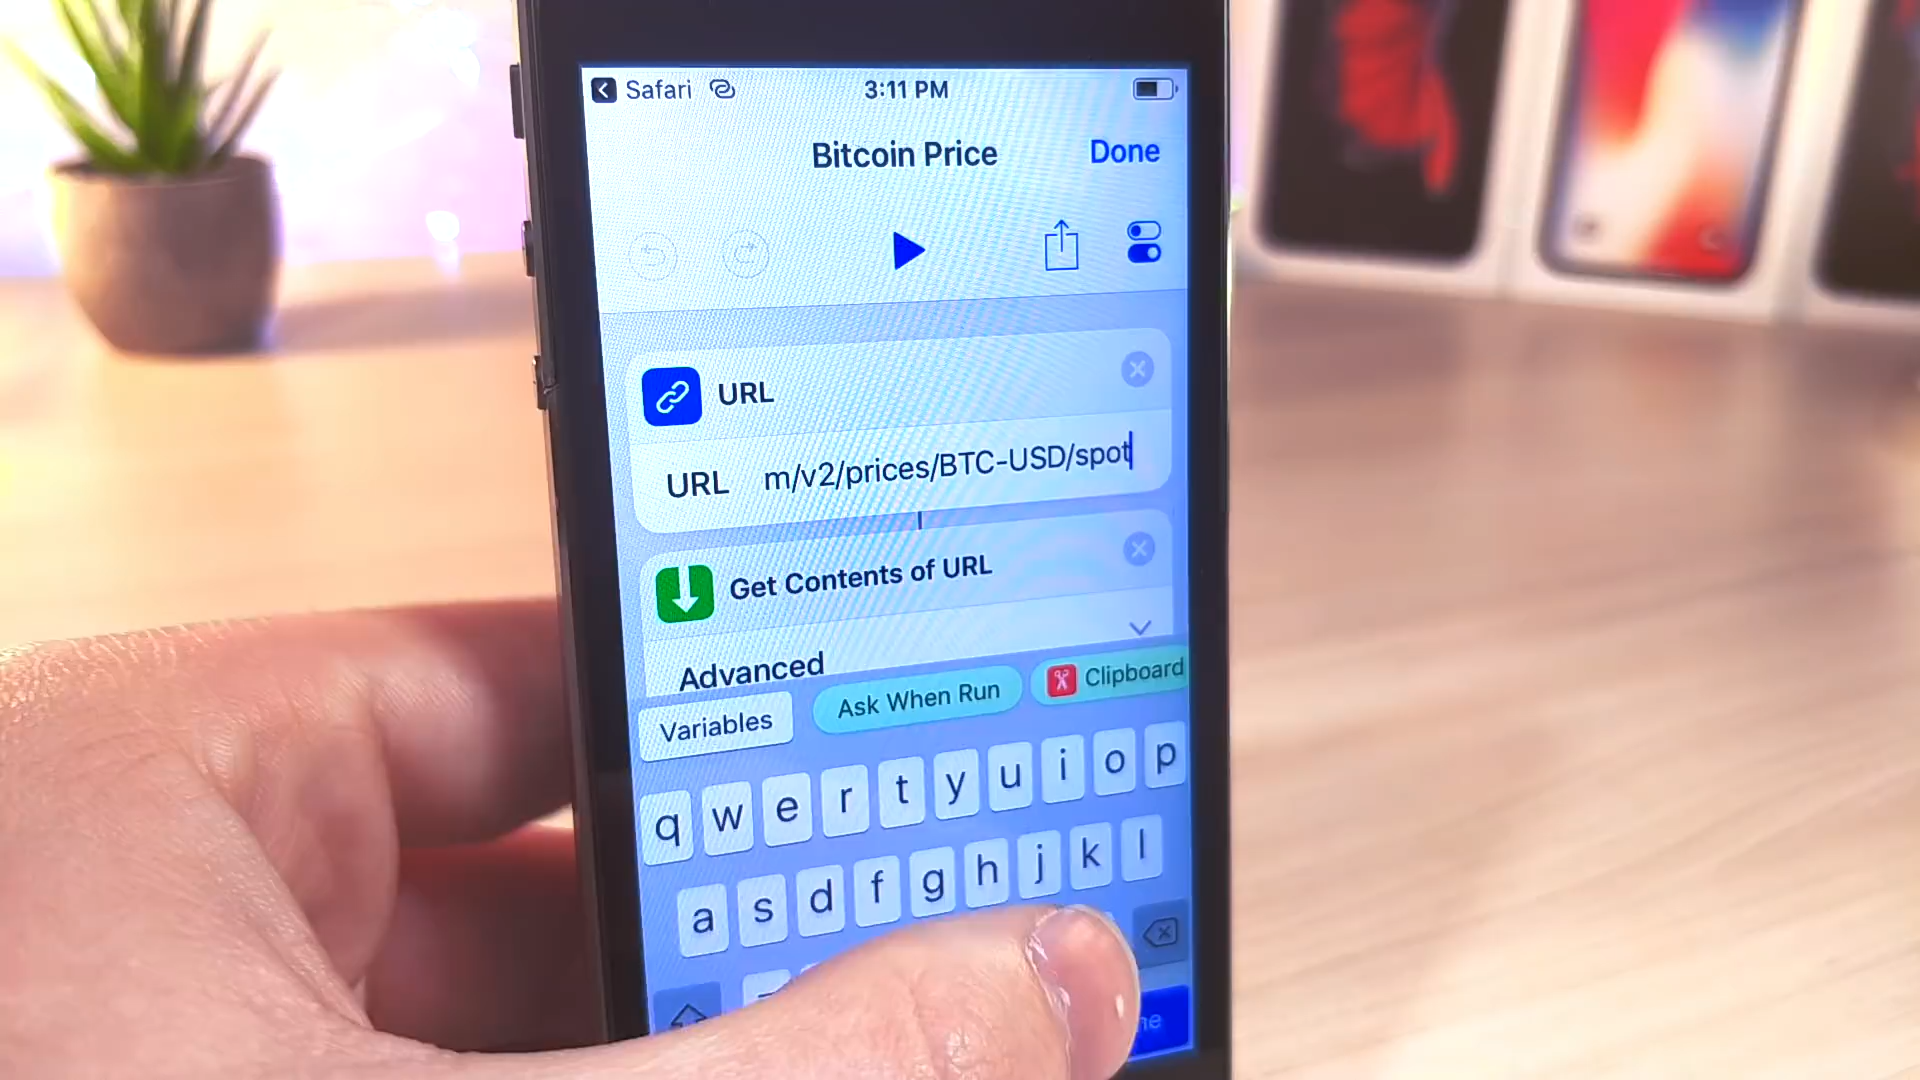 Safari 3:11 PM
Bitcoin Price Done
URL
URL m/v2/prices/BTC-USD/spot
Get Contents of URL
Advanced
Variables Ask When Run Clipboard
q w e r t y u i o p
a s d f g h j k l